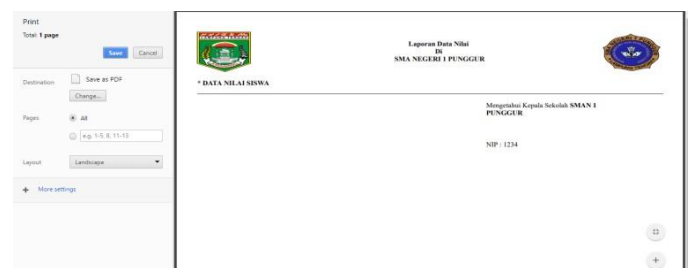 Print
Total: 1 page
Save Cancel
Destination Save as PDF
Change...
Pages All
e.g. 1-5, 8, 11-13
Layout Landscape
+ More settings
Laporan Data Nilai
Di
SMA NEGERI 1 PUNGGUR
* DATA NILAI SISWA
Mengetahui Kepala Sekolah SMAN 1
PUNGGUR
NIP : 1234